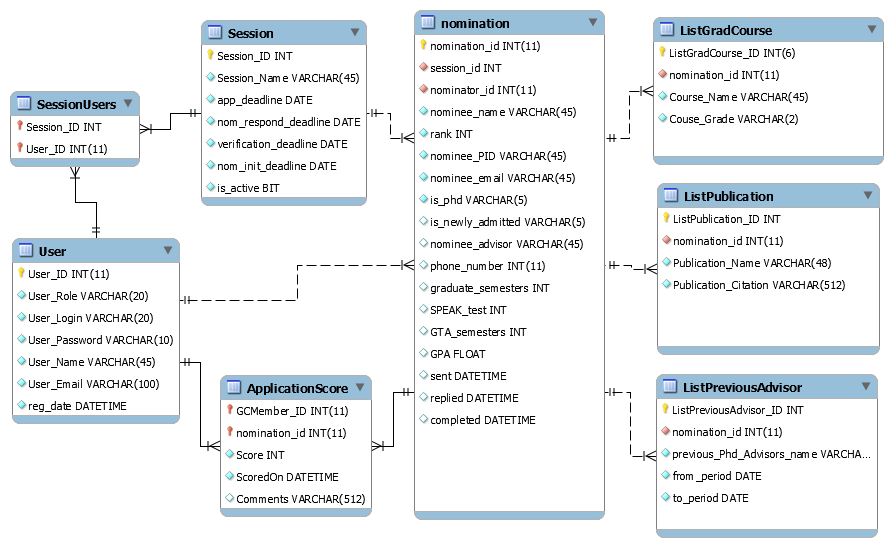 SessionUsers
Session_ID INT
User_ID INT(11)
Session
Session_ID INT
Session_Name VARCHAR(45)
app_deadline DATE
nom_respond_deadline DATE
verification_deadline DATE
nom_init_deadline DATE
is_active BIT
User
User_ID INT(11)
User_Role VARCHAR(20)
User_Login VARCHAR(20)
User_Password VARCHAR(10)
User_Name VARCHAR(45)
User_Email VARCHAR(100)
reg_date DATETIME
ApplicationScore
GCMember_ID INT(11)
nomination_id INT(11)
Score INT
ScoredOn DATETIME
Comments VARCHAR(512)
nomination
nomination_id INT(11)
session_id INT
nominator_id INT(11)
nominee_name VARCHAR(45)
rank INT
nominee_PID VARCHAR(45)
nominee_email VARCHAR(45)
is_phd VARCHAR(5)
is_newly_admitted VARCHAR(5)
nominee_advisor VARCHAR(45)
phone_number INT(11)
graduate_semesters INT
SPEAK_test INT
GTA_semesters INT
GPA FLOAT
sent DATETIME
replied DATETIME
completed DATETIME
ListGradCourse
ListGradCourse_ID INT(6)
nomination_id INT(11)
Course_Name VARCHAR(45)
Couse_Grade VARCHAR(2)
ListPublication
ListPublication_ID INT
nomination_id INT(11)
Publication_Name VARCHAR(48)
Publication_Citation VARCHAR(512)
ListPreviousAdvisor
ListPreviousAdvisor_ID INT
nomination_id INT(11)
previous_Phd_Advisors_name VARCHA...
from_period DATE
to_period DATE